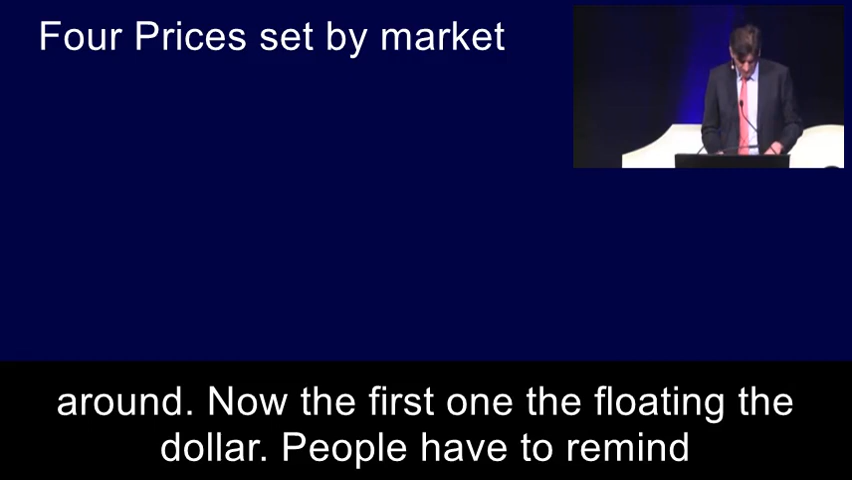 Four Prices set by market
around. Now the first one the floating the
dollar. People have to remind